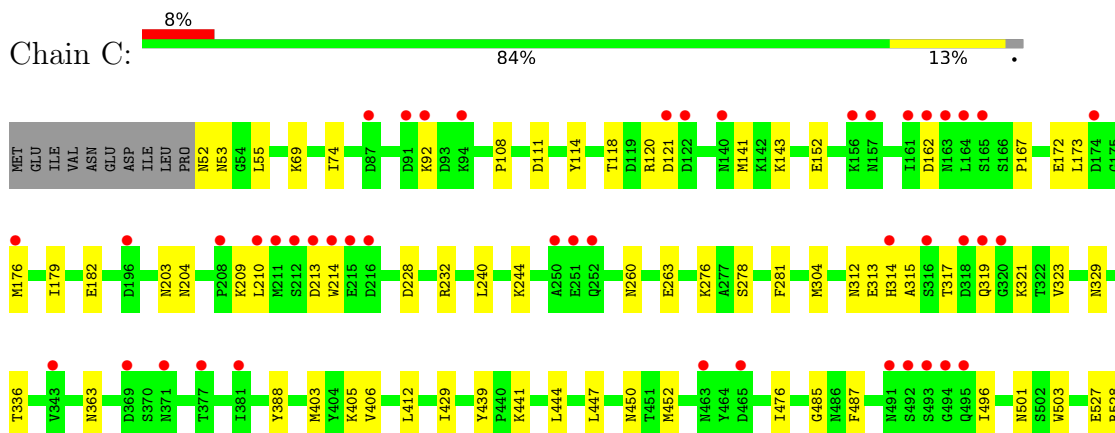 8%
Chain C:
84%
13%
•
MET GLU ILE VAL ASN GLU ASP ILE LEU PRO N52 N53 G54 L55 K69 I74 D87 D91 K92 D93 K94 P108 D111 Y114 T118 D119 R120 D121 D122 N140 M141 K142 K143 E152 K156 N157 I161 D162 N163 L164 S165 S166 P167 E172 L173 D174 G175
M176 I179 E182 D196 N203 N204 P208 K209 L210 M211 S212 D213 W214 E215 D216 D228 R232 L240 K244 A250 E251 Q252 N260 E263 K276 A277 S278 F281 M304 N312 E313 H314 A315 S316 T317 D318 Q319 G320 K321 T322 V323 N329
T336 V343 N363 D369 S370 N371 T377 I381 Y388 M403 Y404 K405 V406 L412 I429 Y439 P440 K441 L444 L447 N450 T451 M452 N463 Y464 D465 I476 G485 N486 F487 N491 S492 S493 G494 Q495 I496 N501 S502 W503 E527